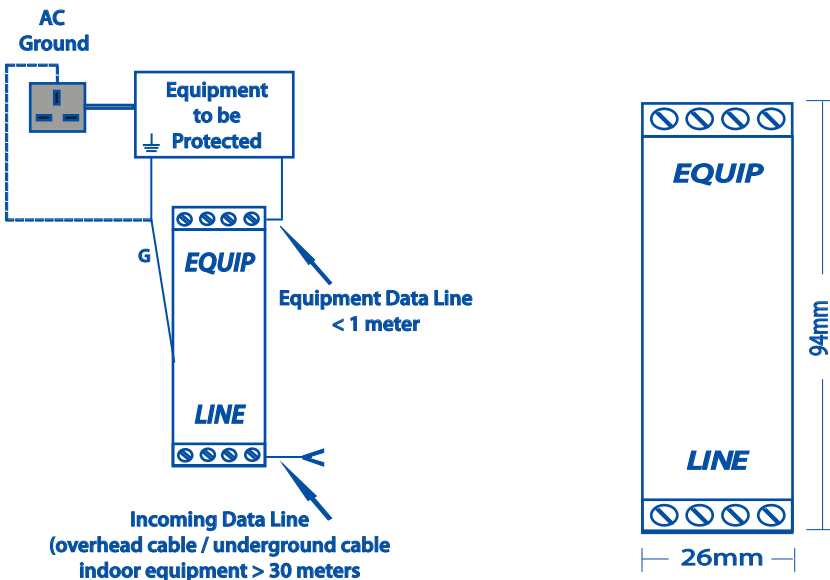 AC
Ground
Equipment
to be
Protected
G
EQUIP
Equipment Data Line
< 1 meter
LINE
Incoming Data Line
(overhead cable / underground cable
indoor equipment > 30 meters
EQUIP
LINE
94mm
26mm